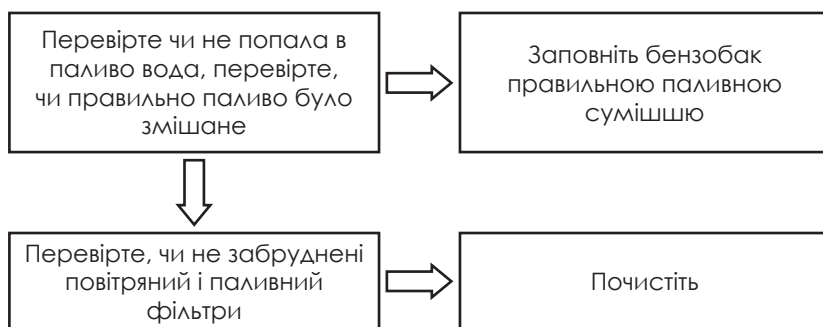 Перевірте чи не попала в
паливо вода, перевірте,
чи правильно паливо було
змішане
Заповніть бензобак
правильною паливною
сумішшю
Перевірте, чи не забруднені
повітряний і паливний
фільтри
Почистіть